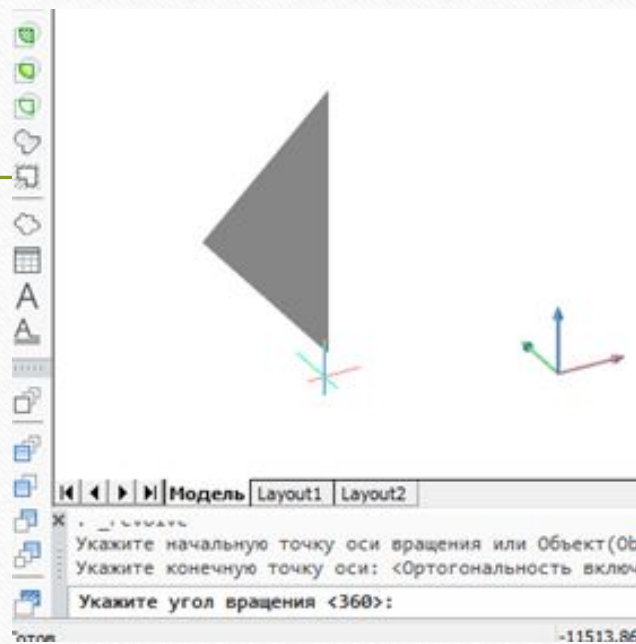 A
A
Модель Layout1 Layout2
Укажите начальную точку оси вращения или Объект(Ob
Укажите конечную точку оси: <Ортогональность включ
Укажите угол вращения <360>:
-11513.86